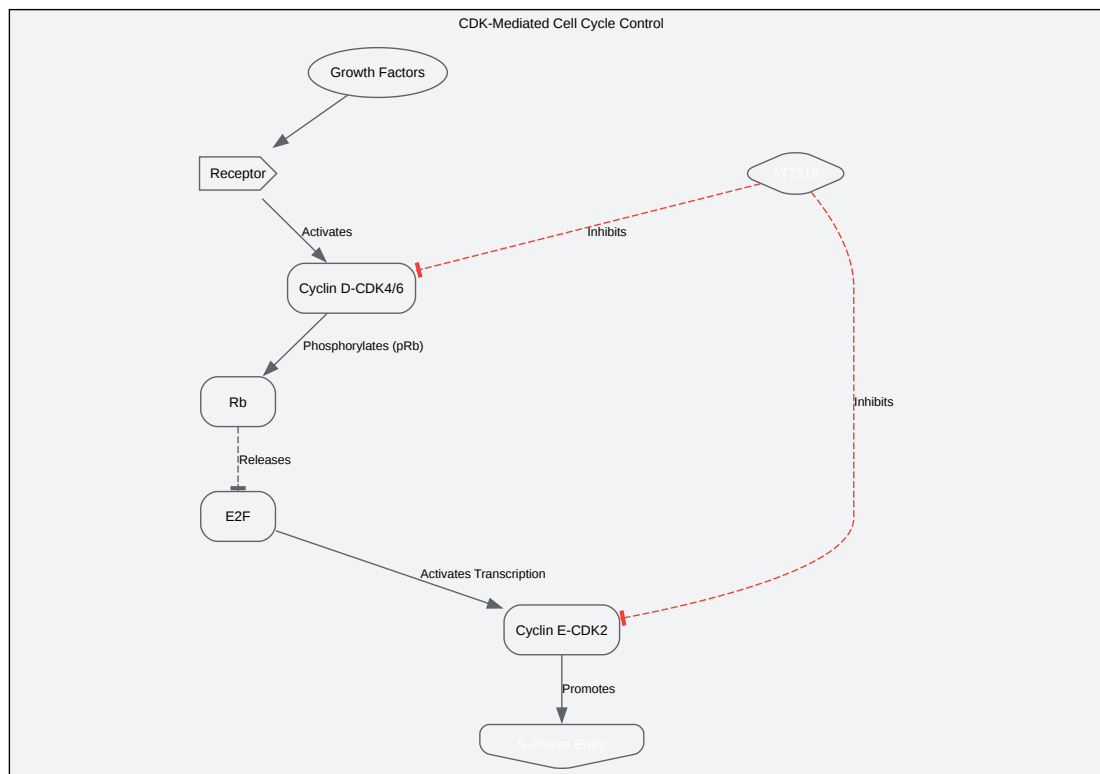 CDK-Mediated Cell Cycle Control
Growth Factors
Receptor
AT7519
Activates
Inhibits
Cyclin D-CDK4/6
Phosphorylates (pRb)
Rb
Inhibits
Releases
E2F
Activates Transcription
Cyclin E-CDK2
Promotes
S-Phase Entry